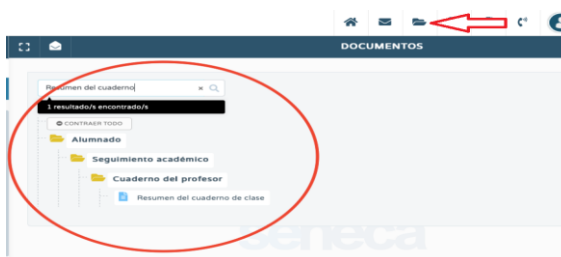 DOCUMENTOS
Resumen del cuaderno
1 resultado/s encontrado/s
CONTRAER TODO
Alumnado
Seguimiento académico
Cuaderno del profesor
Resumen del cuaderno de clase
seneca